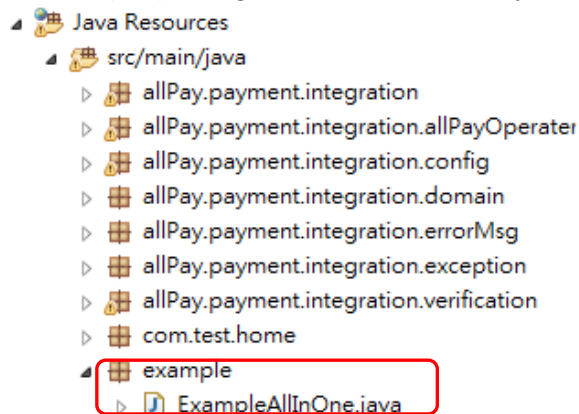 Java Resources
src/main/java
allPay.payment.integration
allPay.payment.integration.allPayOperater
allPay.payment.integration.config
allPay.payment.integration.domain
allPay.payment.integration.errorMsg
allPay.payment.integration.exception
allPay.payment.integration.verification
com.test.home
example
ExampleAllInOne.java